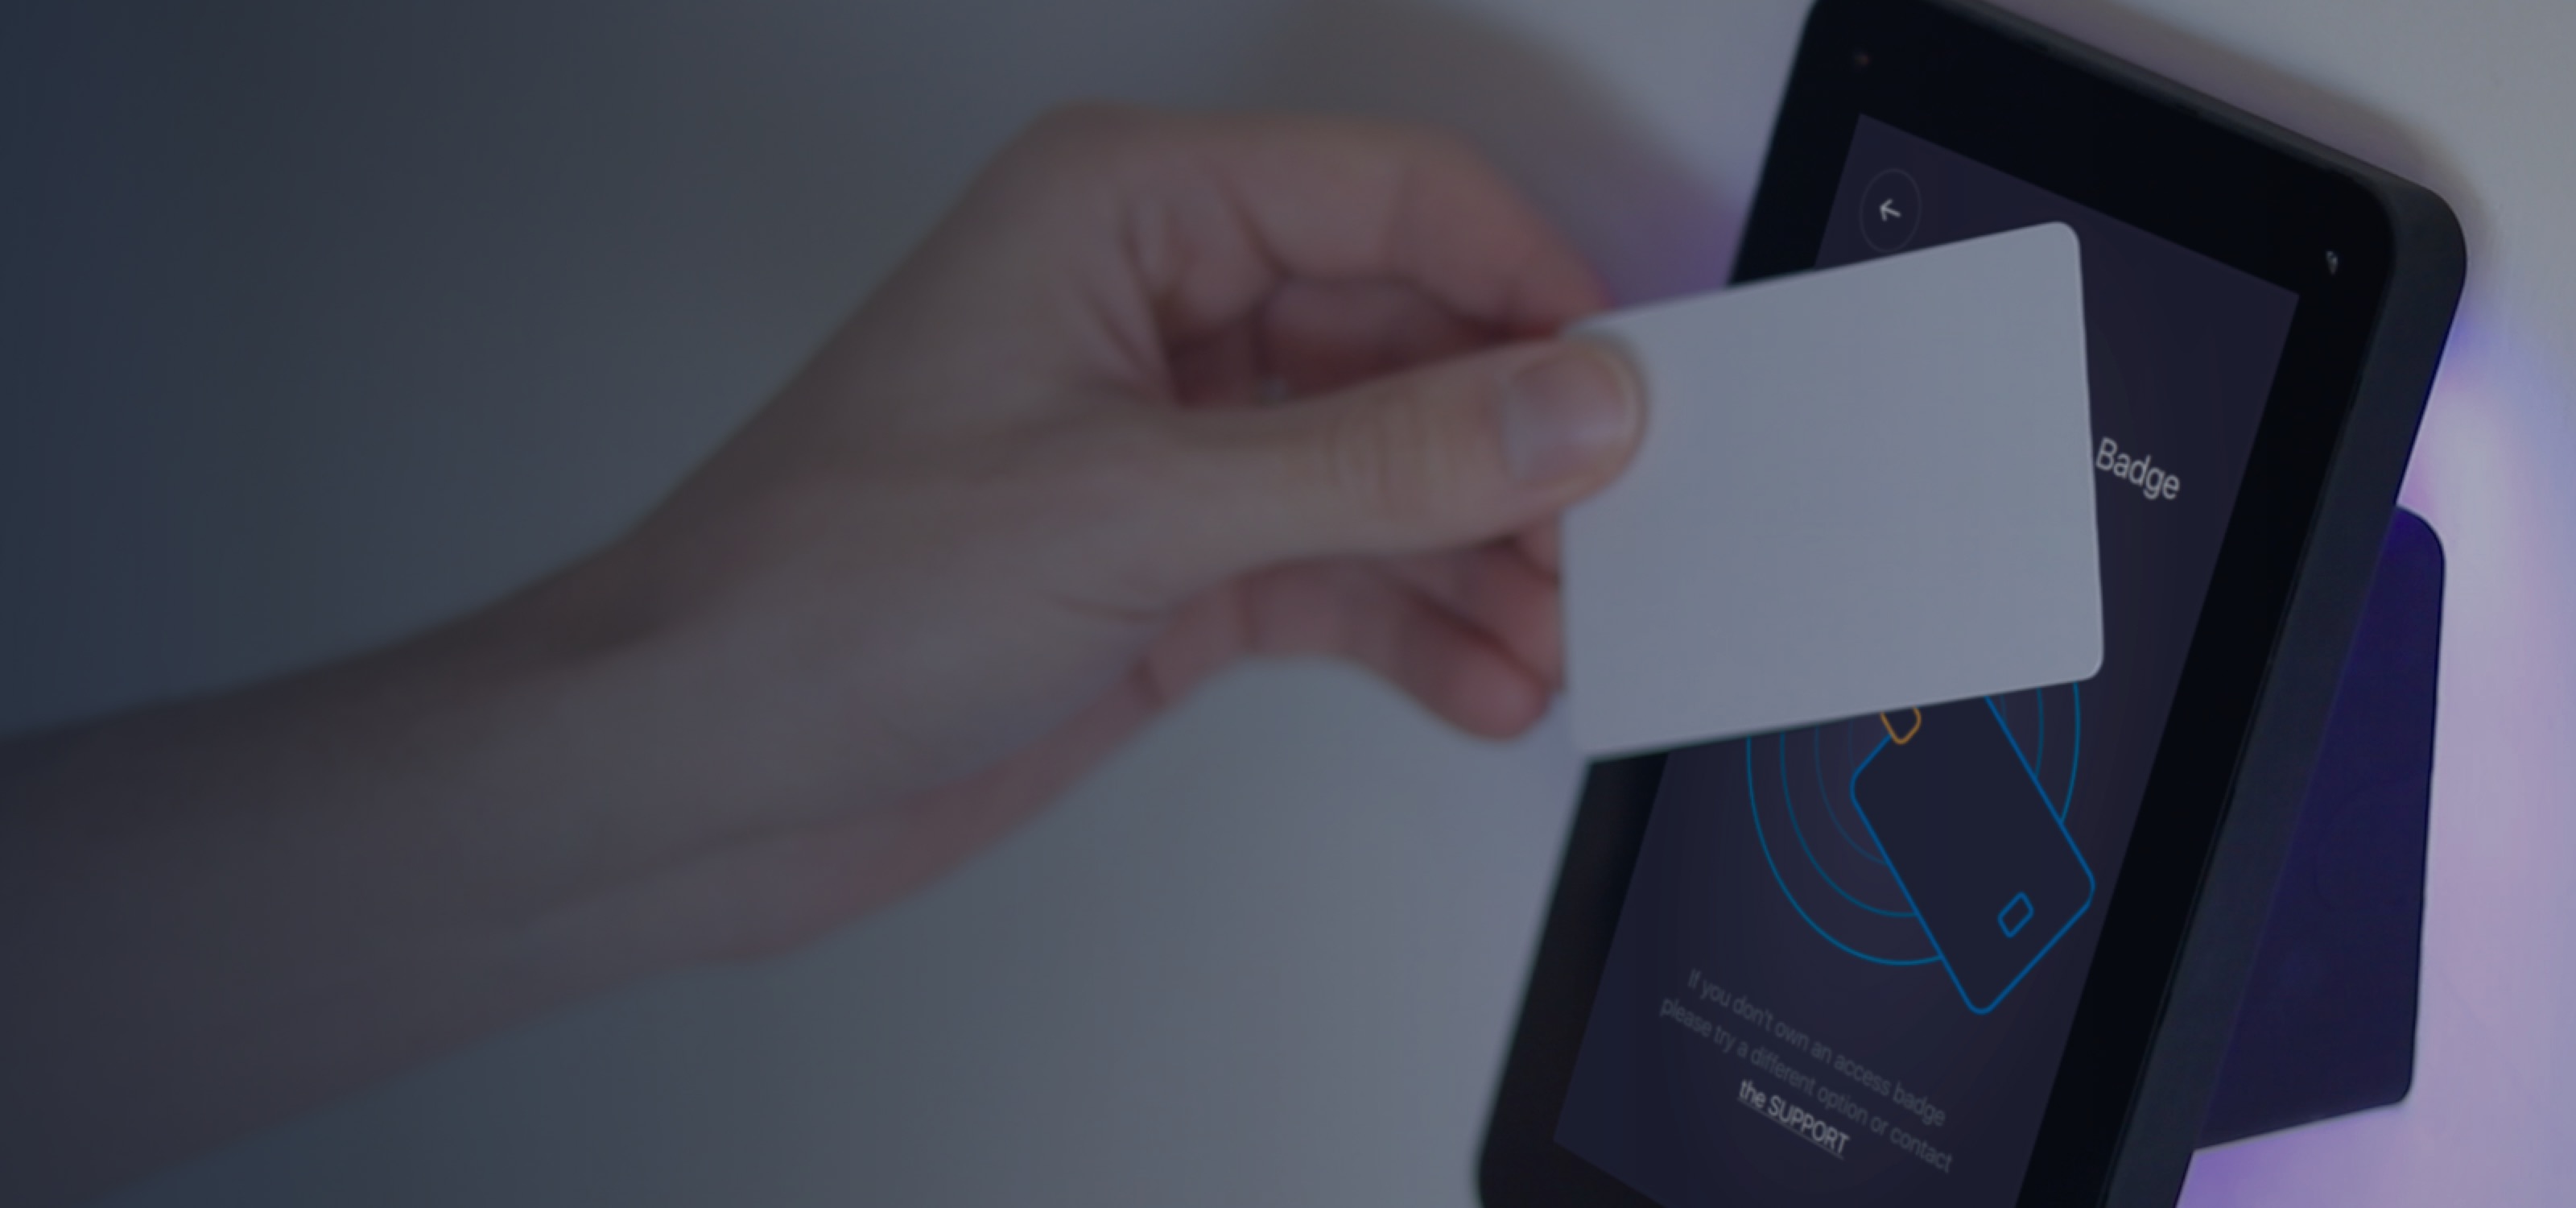 Badge
If you don't own an access badge
please try a different option or contact
the SUPPORT